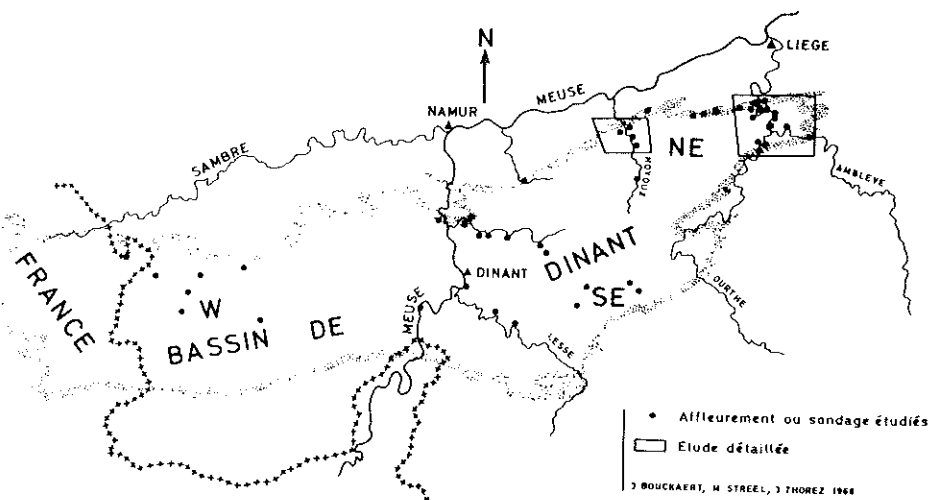 N
LIEGE
MEUSE
NAMUR
SAMBRE
NE
HOYOUX
AMBLEVE
FRANCE
DINANT
DINANT
SE
W
MEUSE
OURTHE
BASSIN DE
LESSE
Affleurement ou sondage étudiés
Etude détaillée
J BOUCKAERT, M STREEL, J THOREZ 1968